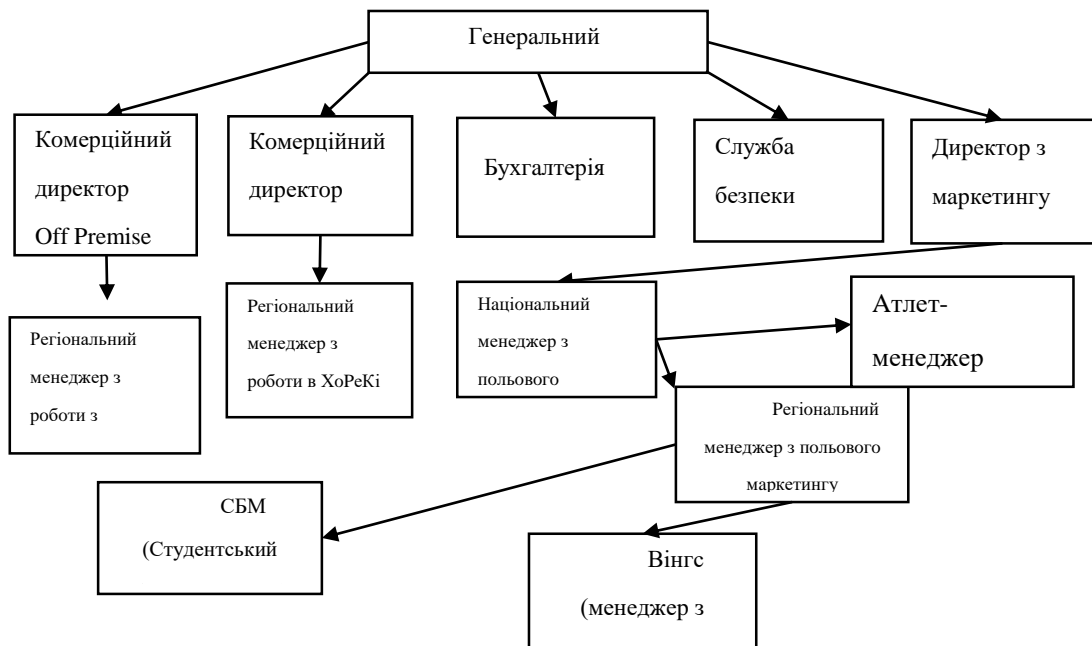 Генеральний
Комерційний
директор
Off Premise
Комерційний
директор
Бухгалтерія
Служба
безпеки
Директор з
маркетингу
Регіональний
менеджер з
роботи з
Регіональний
менеджер з
роботи в ХоРеКі
Національний
менеджер з
польового
Атлет-
менеджер
Регіональний
менеджер з польового
маркетингу
СБМ
(Студентський
Вінгс
(менеджер з